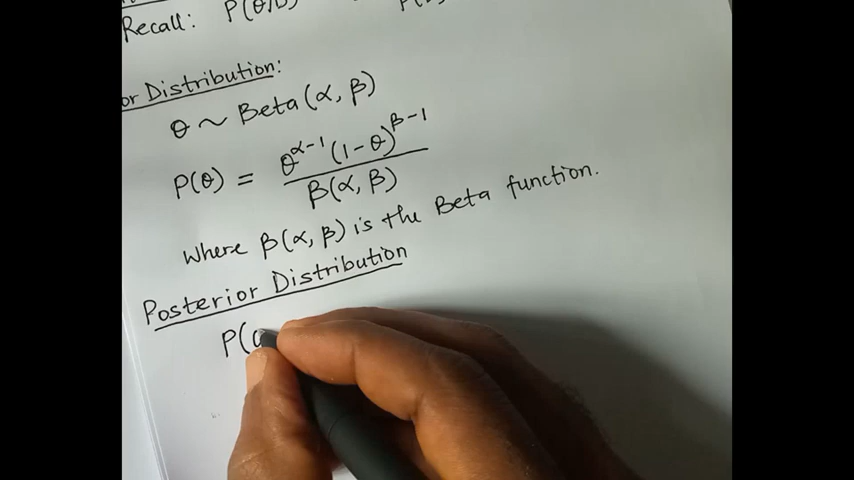 Recall: P(θ/D)
or Distribution:
θ ~ Beta(α, β)
P(θ) = θ^(α-1) (1-θ)^(β-1) / β(α, β)
where β(α, β) is the Beta function.
Posterior Distribution
P(